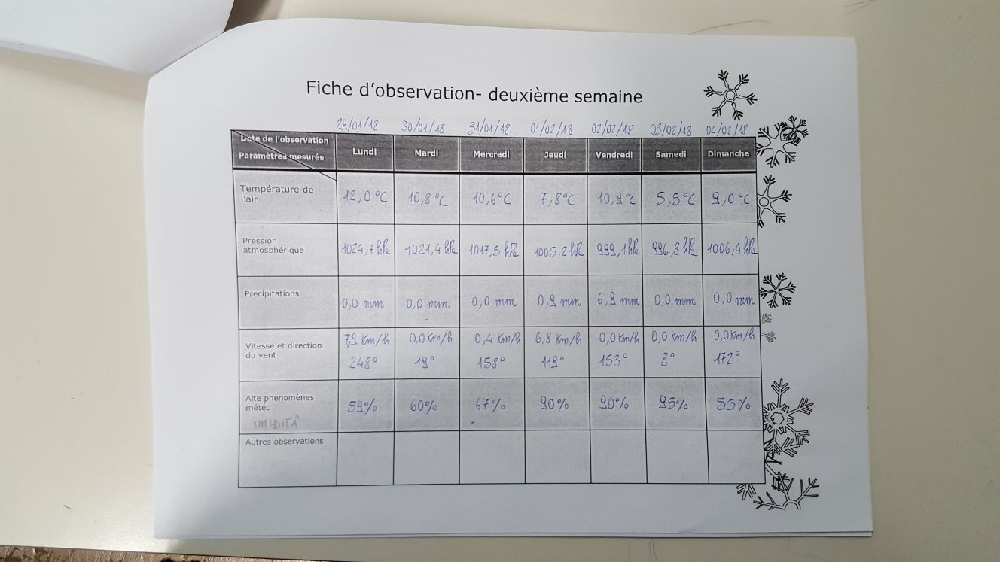 Fiche d'observation- deuxième semaine
29/01/18 30/01/18 31/01/18 01/02/18 02/02/18 03/02/18 04/02/18
Date de l'observation
Paramètres mesurés
Lundi Mardi Mercredi Jeudi Vendredi Samedi Dimanche
Température de
l'air
12,0 °C 10,8 °C 10,6°C 7,8°C 10,9°C 5,5°C 9,0 °C
Pression
atmosphérique
1024,7 hPa 1021,4 hPa 1017,5 hPa 1005,2 hPa 999,1 hPa 996,8 hPa 1006,4 hPa
Precipitations
0,0 mm 0,0 mm 0,0 mm 0,9 mm 6,9 mm 0,0 mm 0,0 mm
Vitesse et direction
du vent
7,9 Km/h 0,0 Km/h 0,4 Km/h 6,8 Km/h 0,0 Km/h 0,0 Km/h 0,0 Km/h
248° 19° 158° 119° 153° 8° 172°
Alte phenomènes
météo
UMIDITÀ
59% 60% 67% 90% 90% 95% 55%
Autres observations